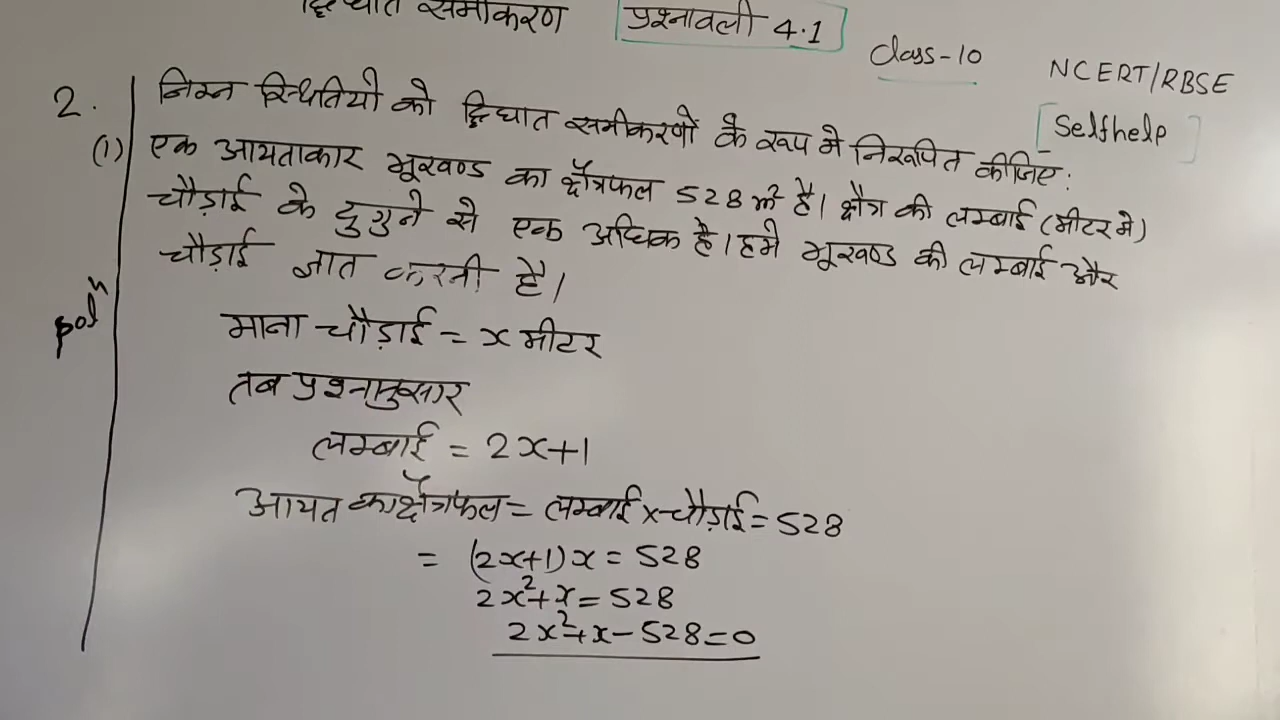 द्विघात समीकरण प्रश्नावली 4.1
Class-10 NCERT/RBSE
[Selfhelp]
2. निम्न स्थितियों को द्विघात समीकरणों के रूप में निरूपित कीजिए:
(1) एक आयताकार भूखण्ड का क्षैत्रफल 528 m² है। क्षैत्र की लम्बाई (मीटर मे)
चौड़ाई के दुगुने से एक अधिक है। हमे भूखण्ड की लम्बाई और
चौड़ाई ज्ञात करनी है।
माना चौड़ाई = x मीटर
तब प्रश्नानुसार
लम्बाई = 2x+1
आयत का क्षैत्रफल = लम्बाई x चौड़ाई = 528
= (2x+1)x = 528
2x²+x = 528
2x²+x-528=0